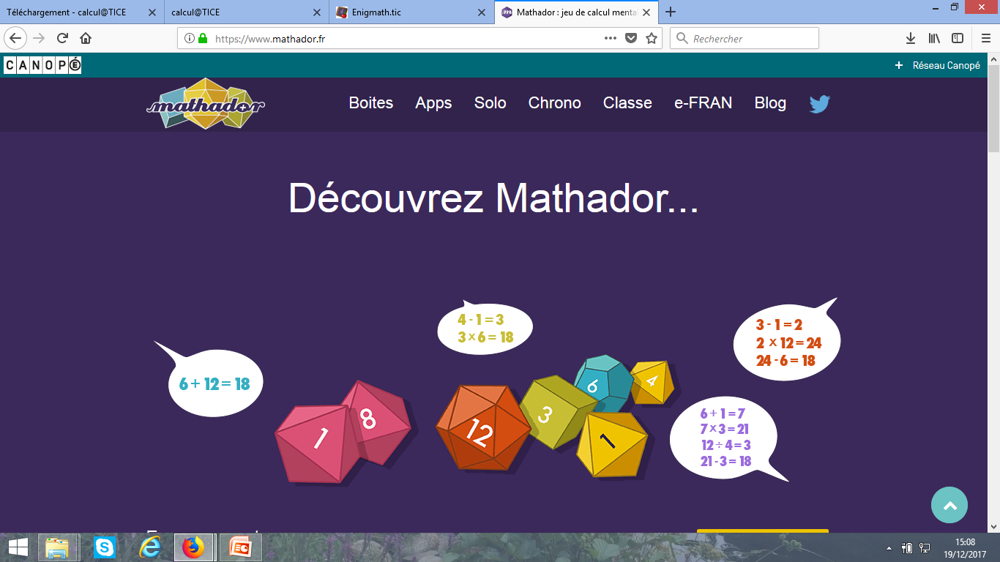 Téléchargement - calcul@TICE
calcul@TICE
Enigmath.tic
Mathador : jeu de calcul menta
https://www.mathador.fr
Rechercher
CANOPÉ
+ Réseau Canopé
mathador
Boites Apps Solo Chrono Classe e-FRAN Blog
Découvrez Mathador...
6 + 12 = 18
4 - 1 = 3
3 x 6 = 18
3 - 1 = 2
2 x 12 = 24
24 - 6 = 18
6 + 1 = 7
7 x 3 = 21
12 ÷ 4 = 3
21 - 3 = 18
1
8
12
3
6
4
1
15:08
19/12/2017